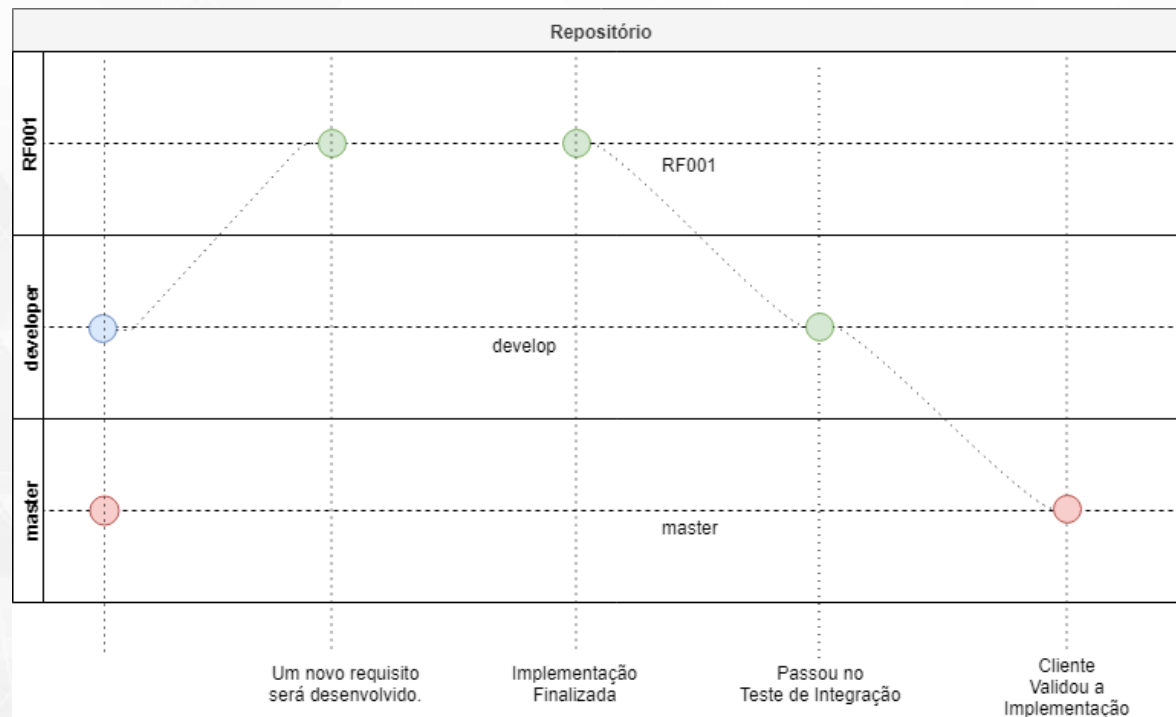 Repositório
RF001
RF001
developer
develop
master
master
Um novo requisito
será desenvolvido.
Implementação
Finalizada
Passou no
Teste de Integração
Cliente
Validou a
Implementação